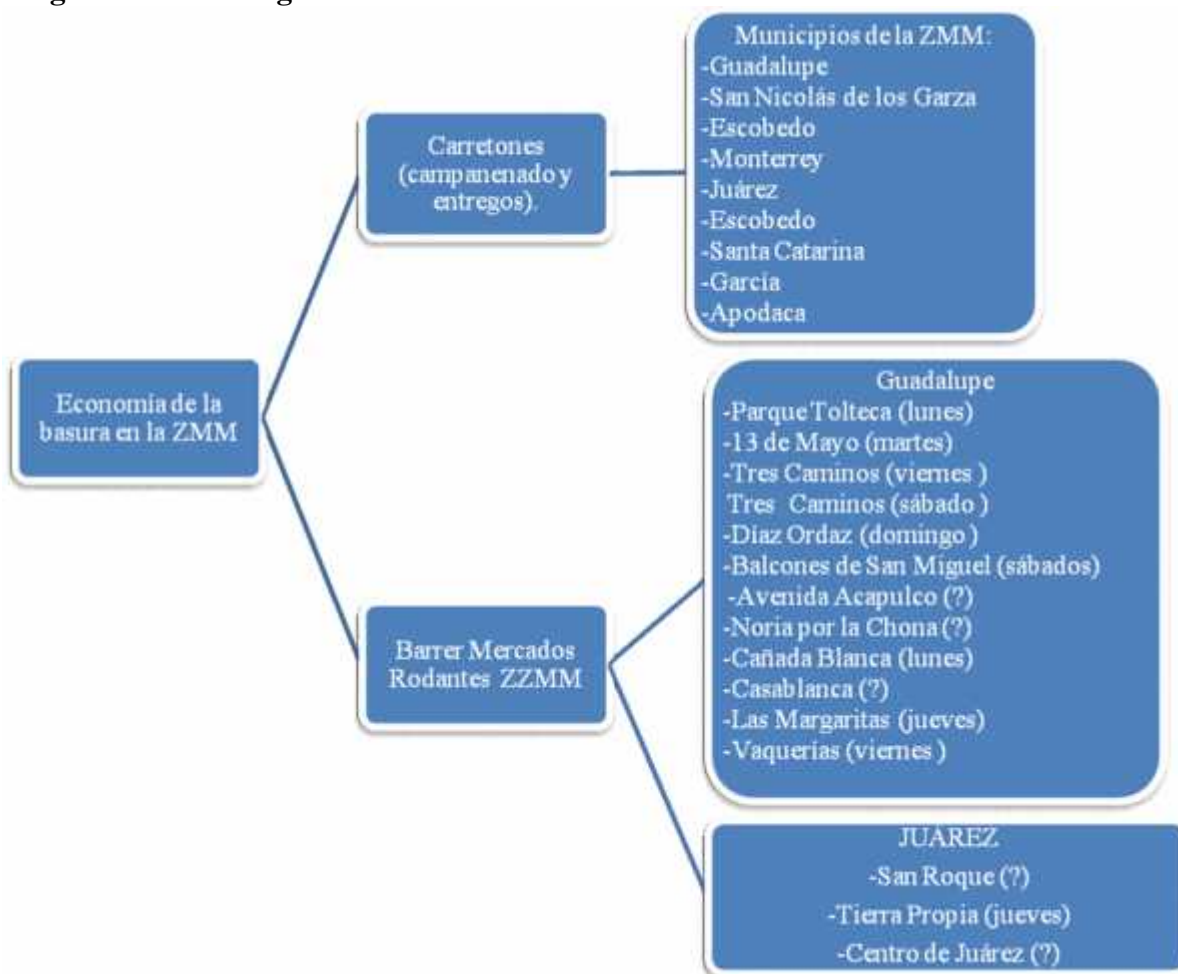 Economía de la
basura en la ZMM
Carretones
(campanenado y
entregos).
Municipios de la ZMM:
-Guadalupe
-San Nicolás de los Garza
-Escobedo
-Monterrey
-Juárez
-Escobedo
-Santa Catarina
-García
-Apodaca
Barrer Mercados
Rodantes ZZMM
Guadalupe
-Parque Tolteca (lunes)
-13 de Mayo (martes)
-Tres Caminos (viernes )
Tres Caminos (sábado )
-Díaz Ordaz (domingo )
-Balcones de San Miguel (sábados)
-Avenida Acapulco (?)
-Noria por la Chona (?)
-Cañada Blanca (lunes)
-Casablanca (?)
-Las Margaritas (jueves)
-Vaquerías (viernes )
JUÁREZ
-San Roque (?)
-Tierra Propia (jueves)
-Centro de Juárez (?)